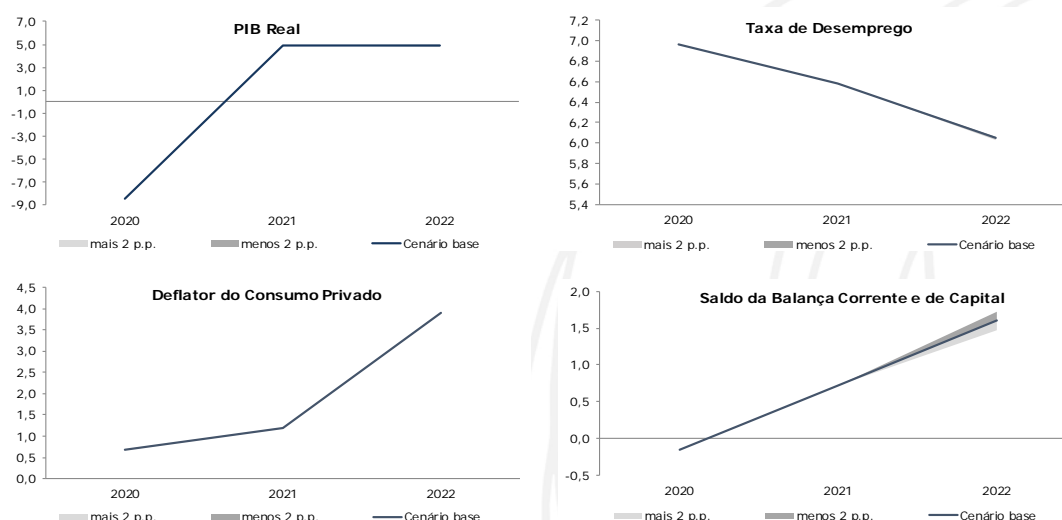 PIB Real
7,0
5,0
3,0
1,0
-1,0
-3,0
-5,0
-7,0
-9,0
2020 2021 2022
mais 2 p.p. menos 2 p.p. Cenário base
Taxa de Desemprego
7,2
7,0
6,8
6,6
6,4
6,2
6,0
5,8
5,6
5,4
2020 2021 2022
mais 2 p.p. menos 2 p.p. Cenário base
Deflator do Consumo Privado
4,5
4,0
3,5
3,0
2,5
2,0
1,5
1,0
0,5
0,0
2020 2021 2022
mais 2 p.p. menos 2 p.p. Cenário base
Saldo da Balança Corrente e de Capital
2,0
1,5
1,0
0,5
0,0
-0,5
2020 2021 2022
mais 2 p.p. menos 2 p.p. Cenário base